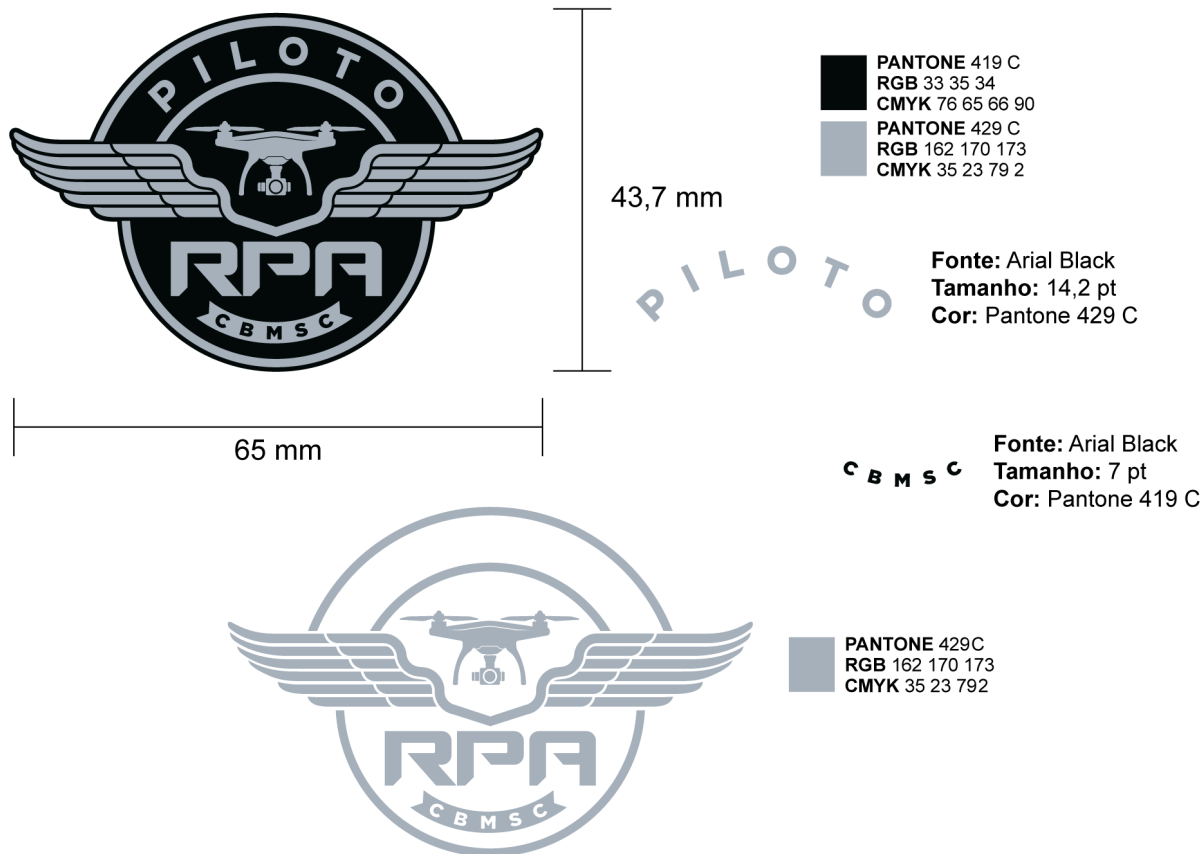 PILOTO
RPA
CBMSC
43,7 mm
65 mm
PANTONE 419 C
RGB 33 35 34
CMYK 76 65 66 90
PANTONE 429 C
RGB 162 170 173
CMYK 35 23 79 2
PILOTO
Fonte: Arial Black
Tamanho: 14,2 pt
Cor: Pantone 429 C
CBMSC
Fonte: Arial Black
Tamanho: 7 pt
Cor: Pantone 419 C
RPA
CBMSC
PANTONE 429C
RGB 162 170 173
CMYK 35 23 792